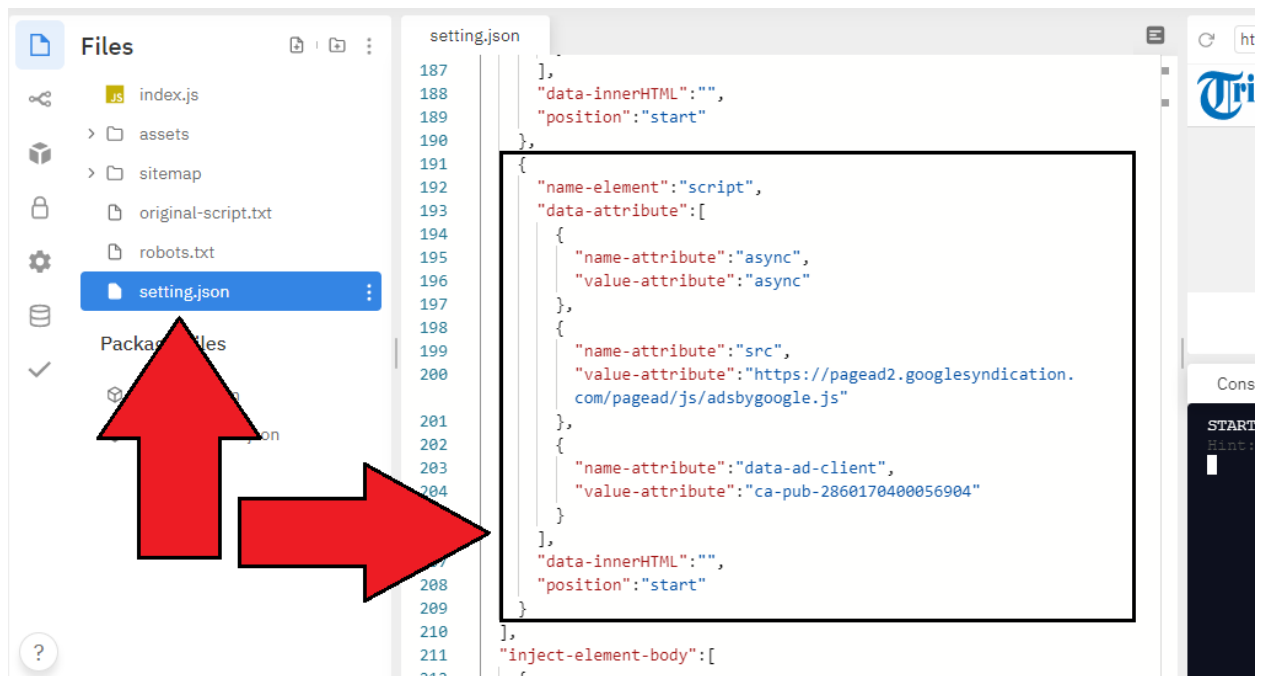 Files
index.js
assets
sitemap
original-script.txt
robots.txt
setting.json
setting.json
187 ],
188 "data-innerHTML":"",
189 "position":"start"
190 },
191 {
192 "name-element":"script",
193 "data-attribute":[
194 {
195 "name-attribute":"async",
196 "value-attribute":"async"
197 },
198 {
199 "name-attribute":"src",
200 "value-attribute":"https://pagead2.googlesyndication.
com/pagead/js/adsbygoogle.js"
201 },
202 {
203 "name-attribute":"data-ad-client",
204 "value-attribute":"ca-pub-2860170400056904"
}
],
"data-innerHTML":"",
208 "position":"start"
209 }
210 ],
211 "inject-element-body":[
{
ht
Tri
Cons
START
Hint:
?